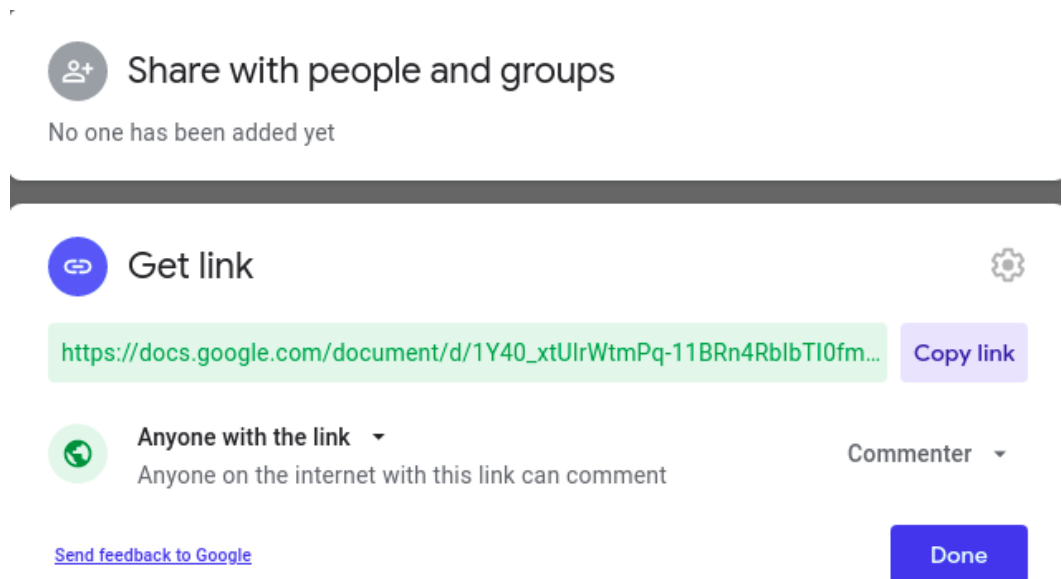 Share with people and groups
No one has been added yet
Get link
https://docs.google.com/document/d/1Y40_xtUIrWtmPq-11BRn4RbIbTI0fm...
Copy link
Anyone with the link
Commenter
Anyone on the internet with this link can comment
Send feedback to Google
Done